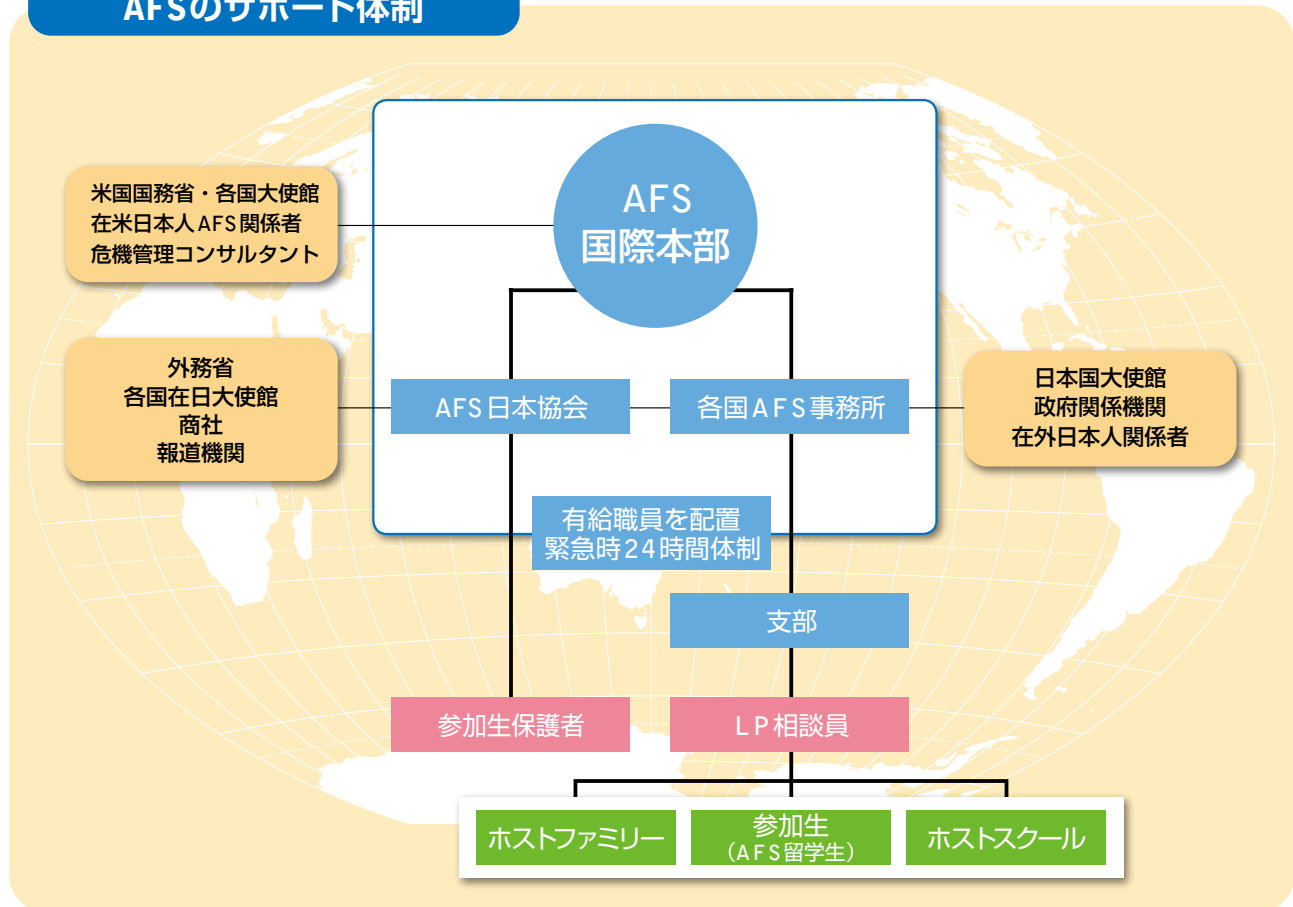 AFSのサポート体制
AFS
国際本部
米国国務省・各国大使館
在米日本人AFS関係者
危機管理コンサルタント
外務省
各国在日大使館
商社
報道機関
AFS日本協会
各国AFS事務所
日本国大使館
政府関係機関
在外日本人関係者
有給職員を配置
緊急時24時間体制
支部
参加生保護者
LP相談員
ホストファミリー
参加生
（AFS留学生）
ホストスクール